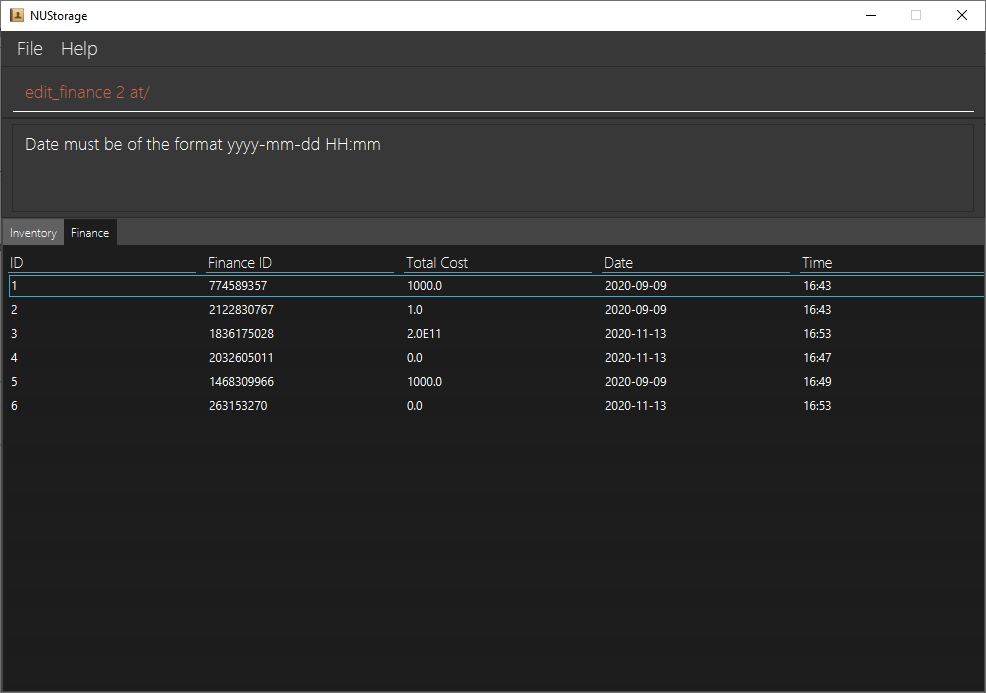 NUStorage
File Help
edit_finance 2 at/
Date must be of the format yyyy-mm-dd HH:mm
Inventory Finance
ID Finance ID Total Cost Date Time
1 774589357 1000.0 2020-09-09 16:43
2 2122830767 1.0 2020-09-09 16:43
3 1836175028 2.0E11 2020-11-13 16:53
4 2032605011 0.0 2020-11-13 16:47
5 1468309966 1000.0 2020-09-09 16:49
6 263153270 0.0 2020-11-13 16:53